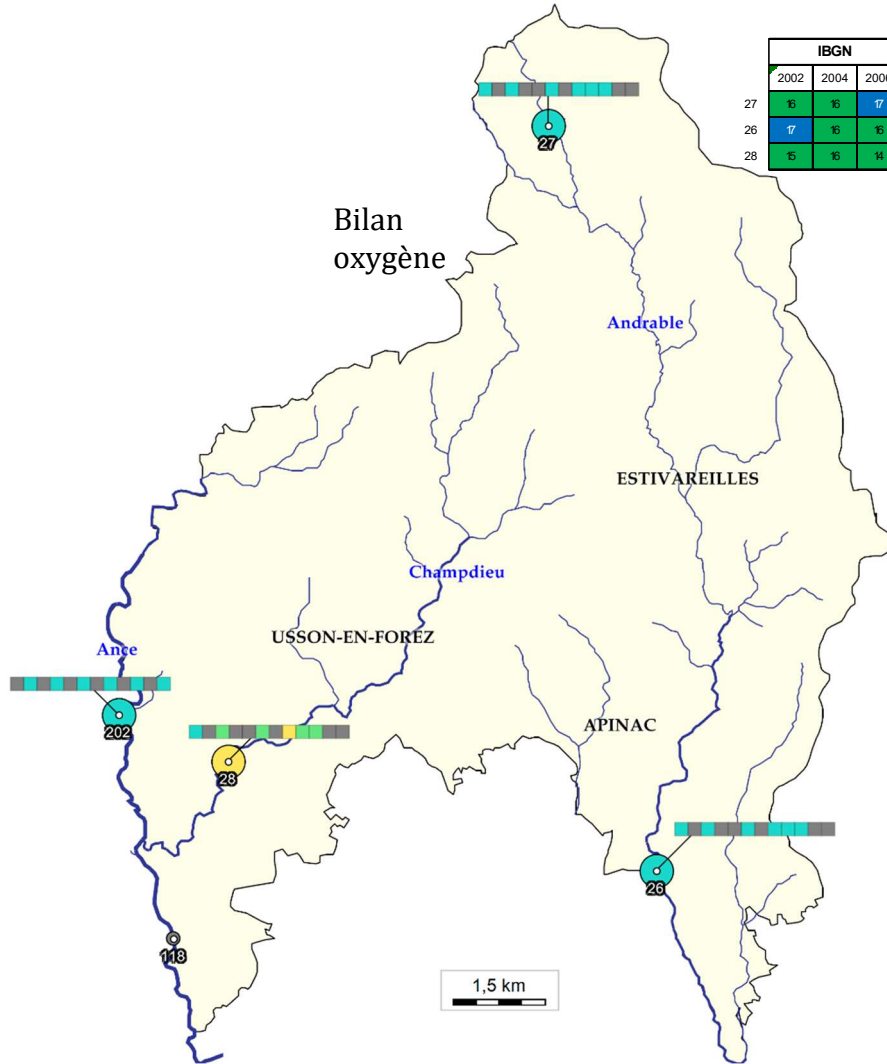 IBGN
2002 2004
27 16 16 17
26 17 16 16
28 15 16 14
27
Bilan
oxygène
Andrable
ESTIVAREILLES
Champdieu
USSON-EN-FOREZ
Ance
APINAC
202
28
26
118
1,5 km